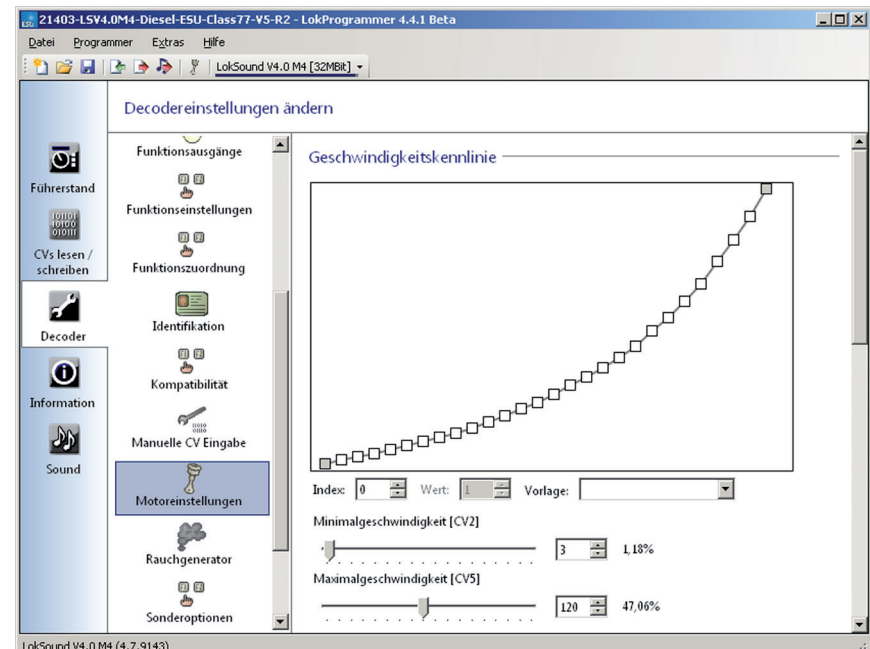 21403-LSV4.0M4-Diesel-ESU-Class77-V5-R2 - LokProgrammer 4.4.1 Beta
Datei Programmer Extras Hilfe
LokSound V4.0 M4 [32MBit]
Decodereinstellungen ändern
Führerstand
CVs lesen /
schreiben
Decoder
Information
Sound
Funktionsausgänge
Funktionseinstellungen
Funktionszuordnung
Identifikation
Kompatibilität
Manuelle CV Eingabe
Motoreinstellungen
Rauchgenerator
Sonderoptionen
Geschwindigkeitskennlinie
Index: 0 Wert: 1 Vorlage:
Minimalgeschwindigkeit [CV2]
3 1,18%
Maximalgeschwindigkeit [CV5]
120 47,06%
LokSound V4.0 M4 (4.7.9143)